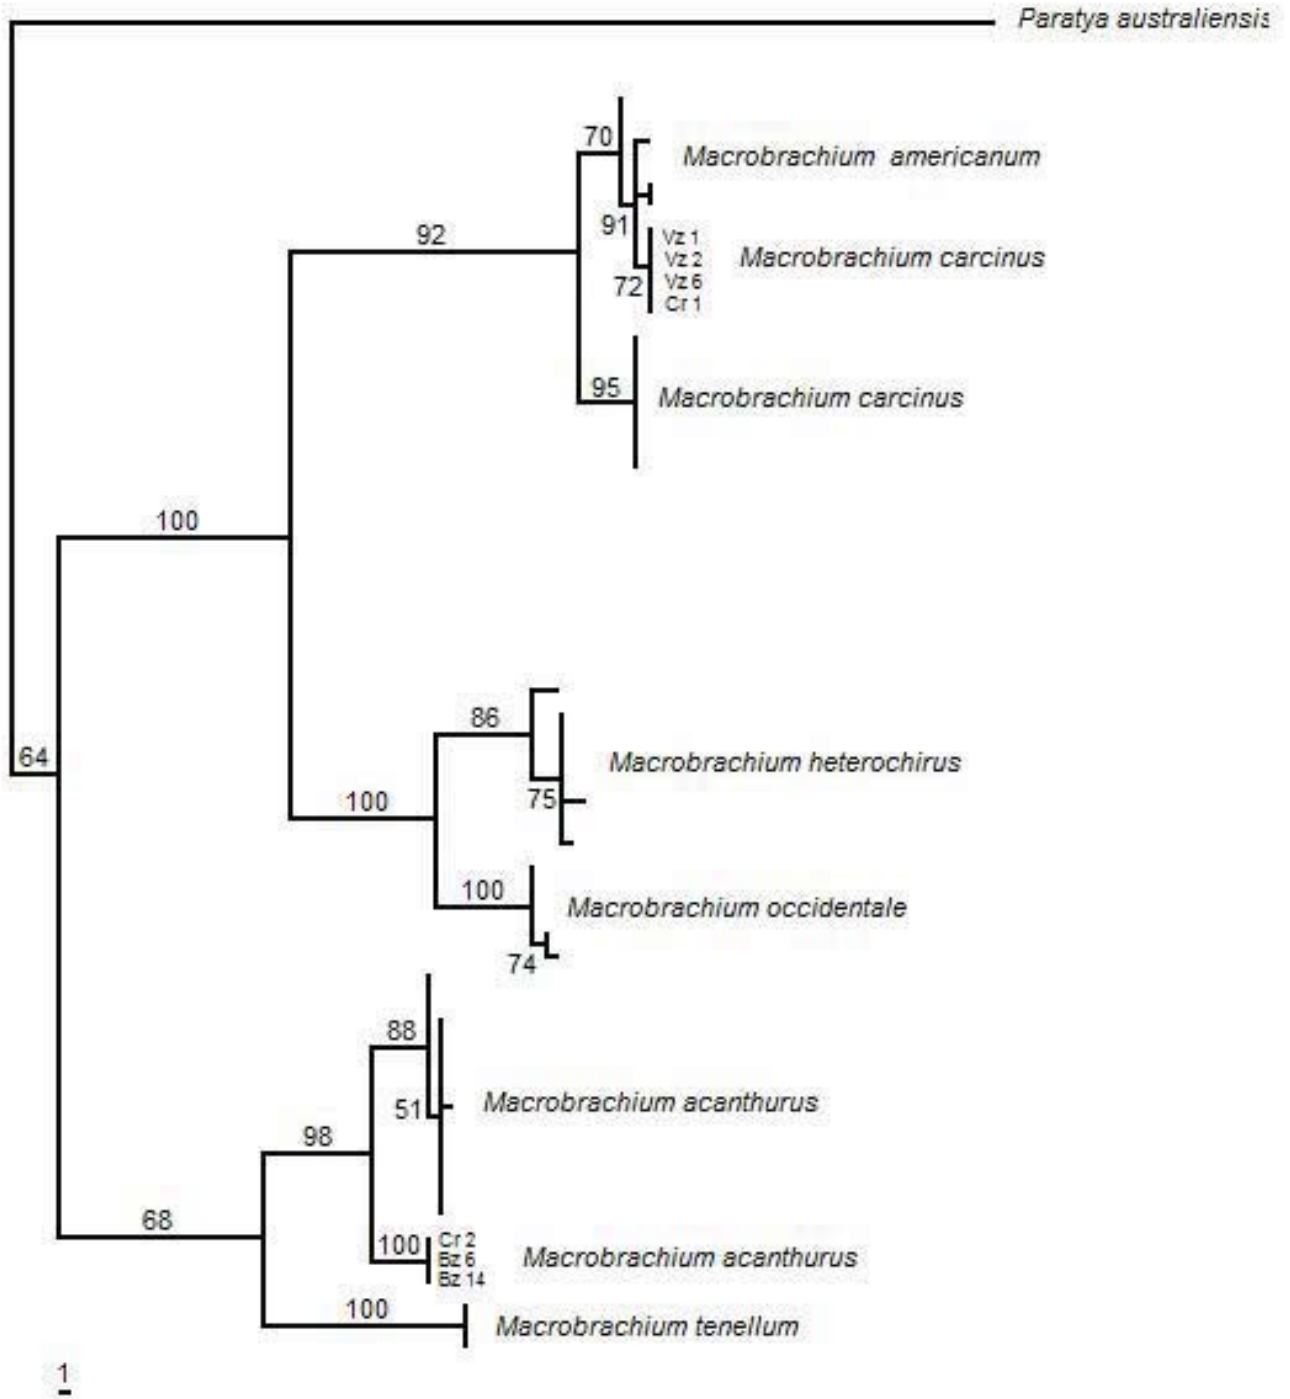 Paratya australiensis
70
Macrobrachium americanum
91
92
Vz 1
Vz 2
Vz 6
Cr 1
Macrobrachium carcinus
72
95
Macrobrachium carcinus
100
86
64
Macrobrachium heterochirus
75
100
100
Macrobrachium occidentale
74
88
51
Macrobrachium acanthurus
98
68
100
Cr 2
Bz 6
Bz 14
Macrobrachium acanthurus
100
Macrobrachium tenellum
1